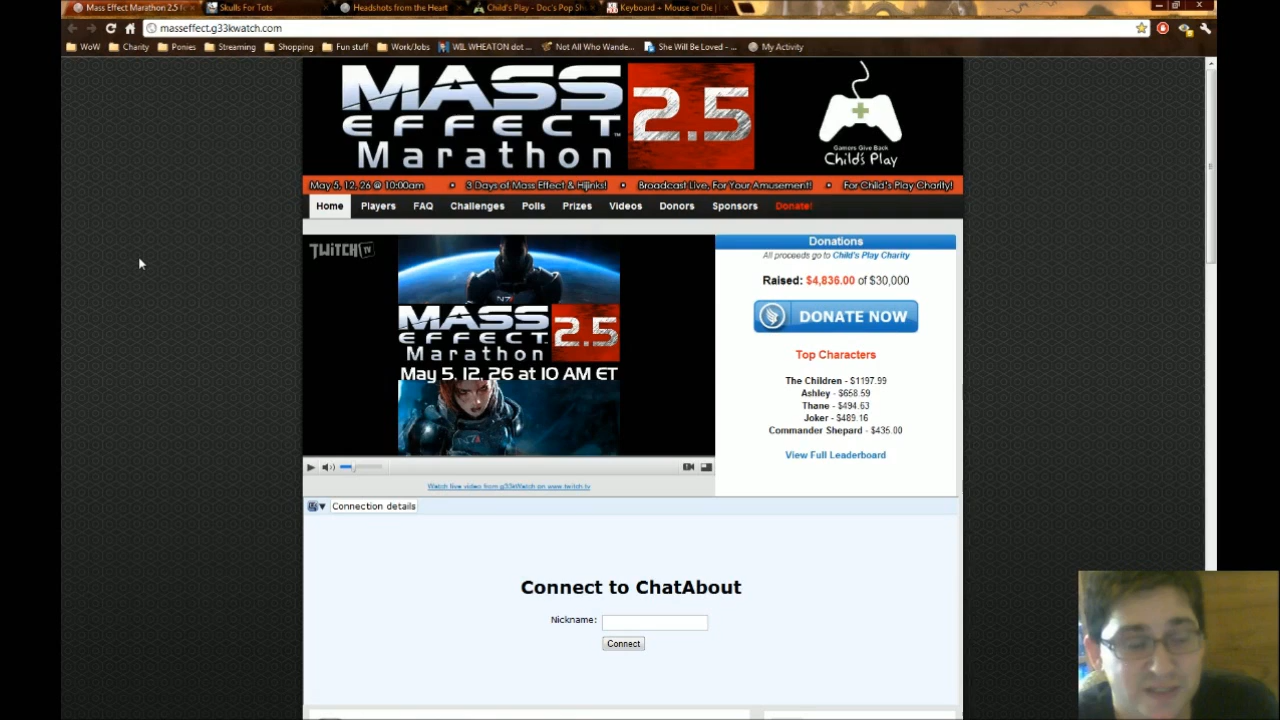 Mass Effect Marathon 2.5
Skulls For Tots
Headshots from the Heart
Child's Play - Doc's Pop Sh
Keyboard + Mouse or Die |
masseffect.g33kwatch.com
WoW
Charity
Ponies
Streaming
Shopping
Fun stuff
Work/Jobs
WIL WHEATON dot ...
Not All Who Wande...
She Will Be Loved - ...
My Activity
MASS EFFECT™ Marathon 2.5
Gamers Give Back
Child's Play
May 5, 12, 26 @ 10:00am • 3 Days of Mass Effect & Hijinks! • Broadcast Live, For Your Amusement! • For Child's Play Charity!
Home Players FAQ Challenges Polls Prizes Videos Donors Sponsors Donate!
TWITCH TV
N7
MASS EFFECT Marathon 2.5
May 5, 12, 26 at 10 AM ET
Watch live video from g33kWatch on www.twitch.tv
Donations
All proceeds go to Child's Play Charity
Raised: $4,836.00 of $30,000
DONATE NOW
Top Characters
The Children - $1197.99
Ashley - $658.59
Thane - $494.63
Joker - $489.16
Commander Shepard - $435.00
View Full Leaderboard
Connection details
Connect to ChatAbout
Nickname:
Connect